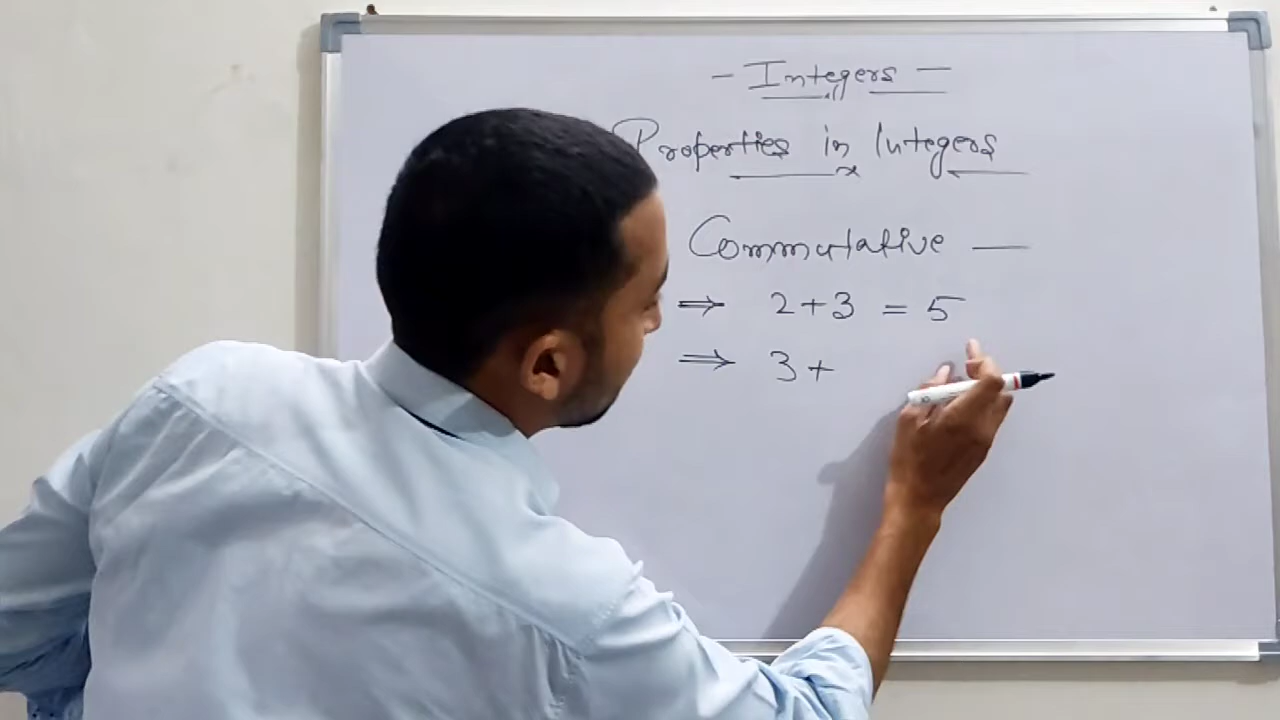 - Integers -
Properties in Integers
Commutative —
⇒ 2+3 = 5
⇒ 3+